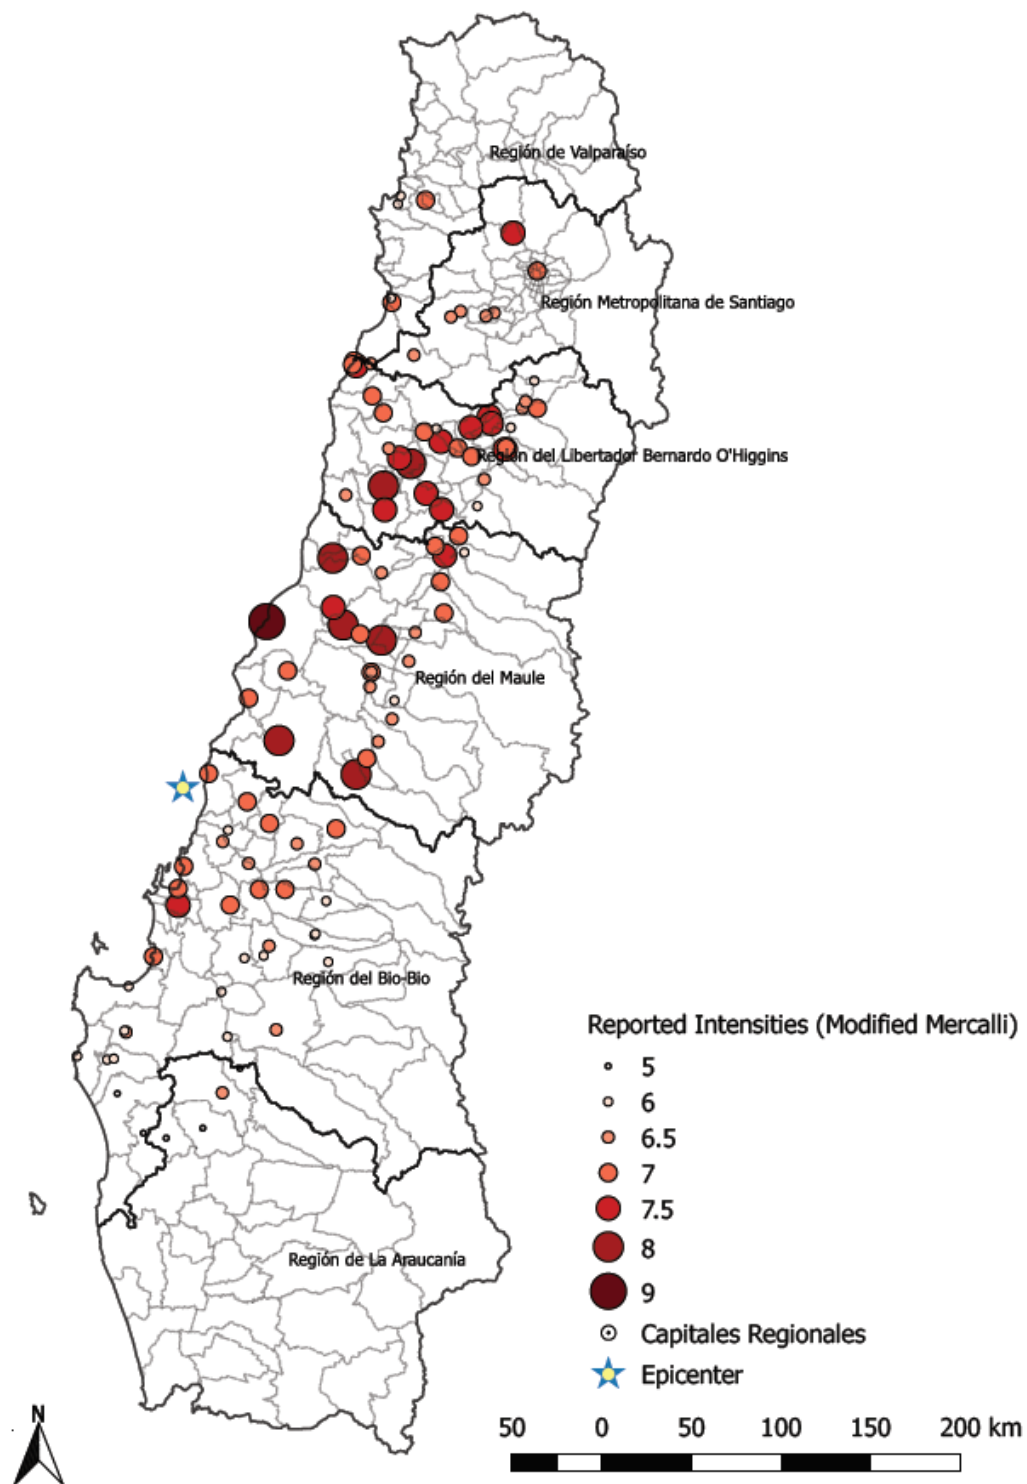 Región de Valparaíso
Región Metropolitana de Santiago
Región del Libertador Bernardo O'Higgins
Región del Maule
Región del Bio-Bio
Región de La Araucanía
Reported Intensities (Modified Mercalli)
5
6
6.5
7
7.5
8
9
Capitales Regionales
Epicenter
N
50 0 50 100 150 200 km